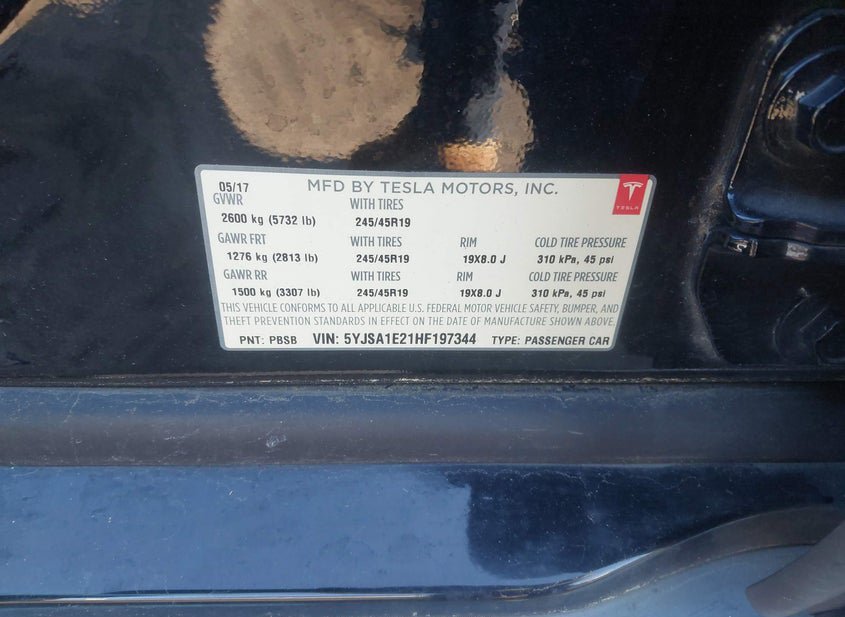 05/17 MFD BY TESLA MOTORS, INC.
GVWR WITH TIRES
2600 kg (5732 lb) 245/45R19
GAWR FRT WITH TIRES RIM COLD TIRE PRESSURE
1276 kg (2813 lb) 245/45R19 19X8.0 J 310 kPa, 45 psi
GAWR RR WITH TIRES RIM COLD TIRE PRESSURE
1500 kg (3307 lb) 245/45R19 19X8.0 J 310 kPa, 45 psi
THIS VEHICLE CONFORMS TO ALL APPLICABLE U.S. FEDERAL MOTOR VEHICLE SAFETY, BUMPER, AND
THEFT PREVENTION STANDARDS IN EFFECT ON THE DATE OF MANUFACTURE SHOWN ABOVE.
PNT: PBSB VIN: 5YJSA1E21HF197344 TYPE: PASSENGER CAR
TESLA